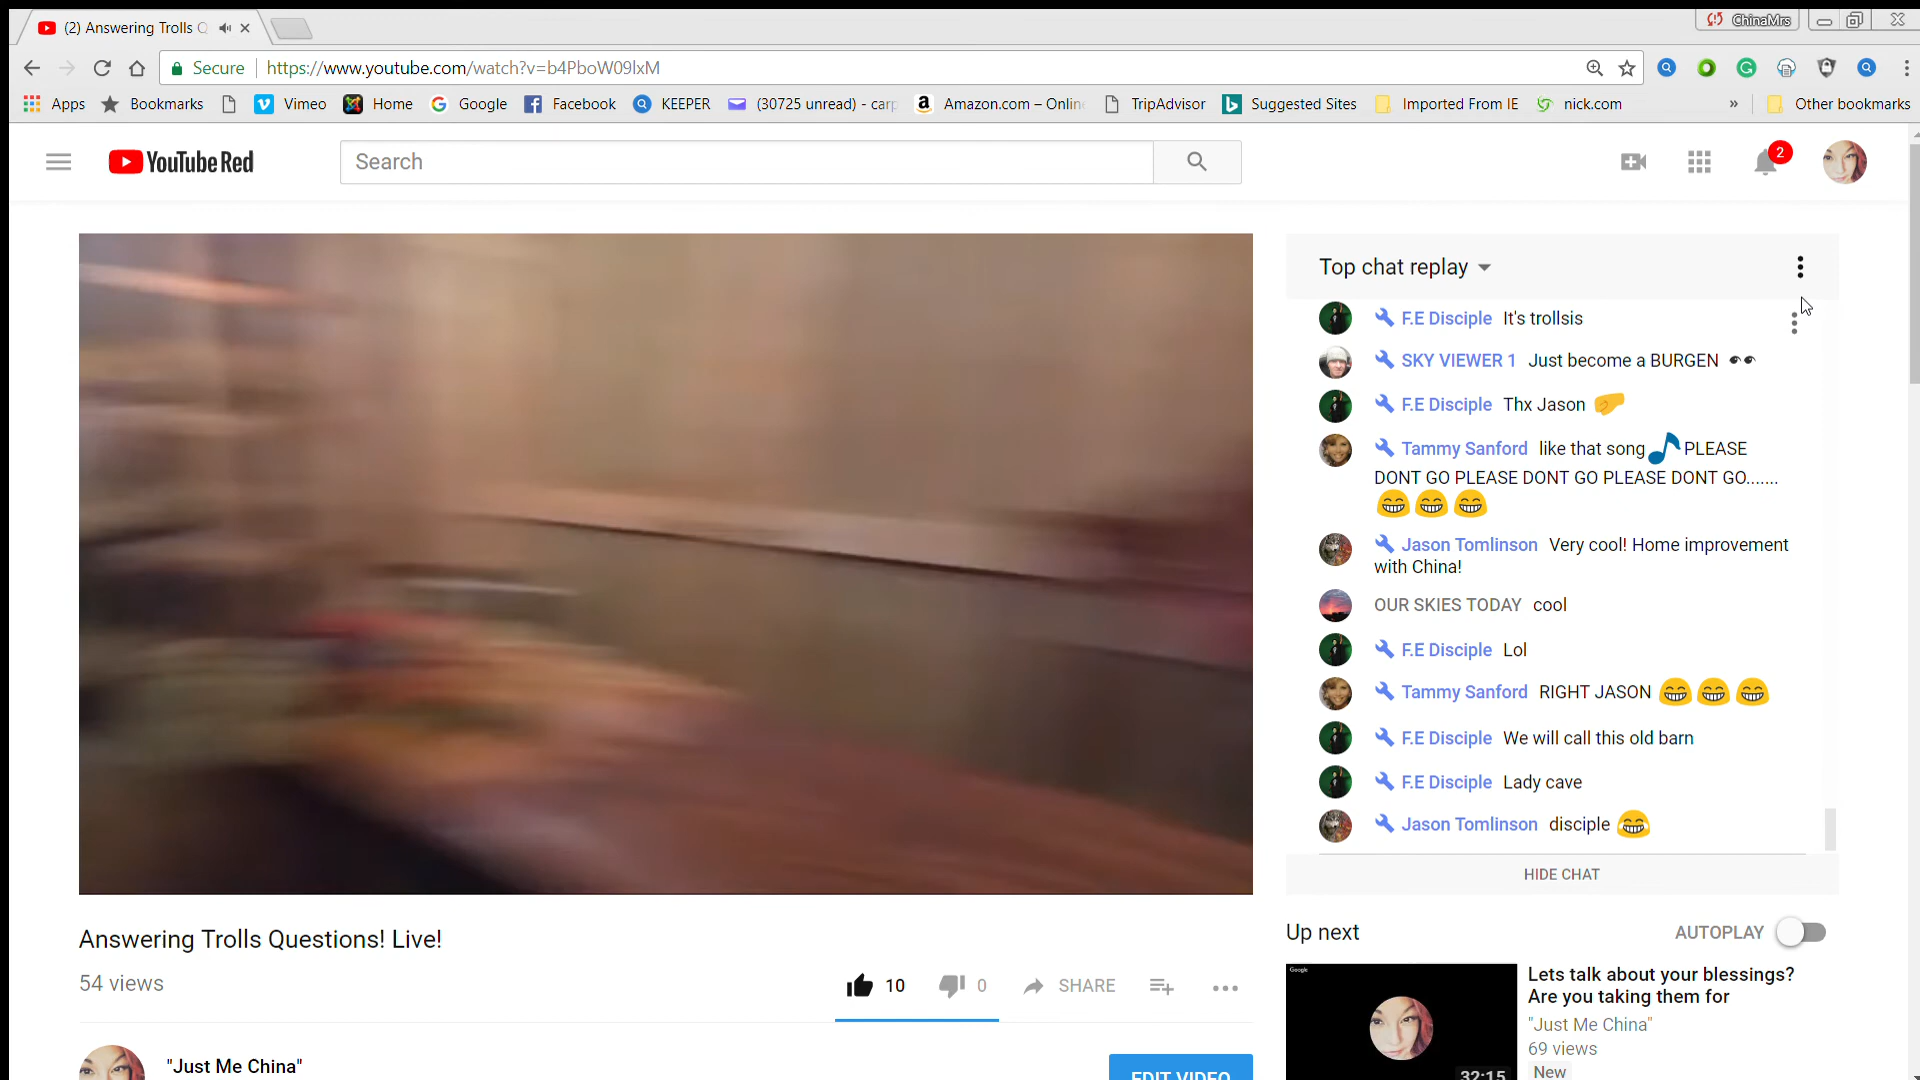 (2) Answering Trolls Q
ChinaMrs
Secure
https://www.youtube.com/watch?v=b4PboW09lxM
Apps
Bookmarks
Vimeo
Home
Google
Facebook
KEEPER
(30725 unread) - carp
Amazon.com – Online
TripAdvisor
Suggested Sites
Imported From IE
nick.com
»
Other bookmarks
YouTube Red
Search
2
Top chat replay
F.E Disciple It's trollsis
SKY VIEWER 1 Just become a BURGEN 👀
F.E Disciple Thx Jason 🤛
Tammy Sanford like that song🎵PLEASE
DONT GO PLEASE DONT GO PLEASE DONT GO.......
😁😁😁
Jason Tomlinson Very cool! Home improvement
with China!
OUR SKIES TODAY cool
F.E Disciple Lol
Tammy Sanford RIGHT JASON 😁😁😁
F.E Disciple We will call this old barn
F.E Disciple Lady cave
Jason Tomlinson disciple 😂
HIDE CHAT
Answering Trolls Questions! Live!
54 views
10
0
SHARE
"Just Me China"
EDIT VIDEO
Up next
AUTOPLAY
Google
32:15
Lets talk about your blessings?
Are you taking them for
"Just Me China"
69 views
New